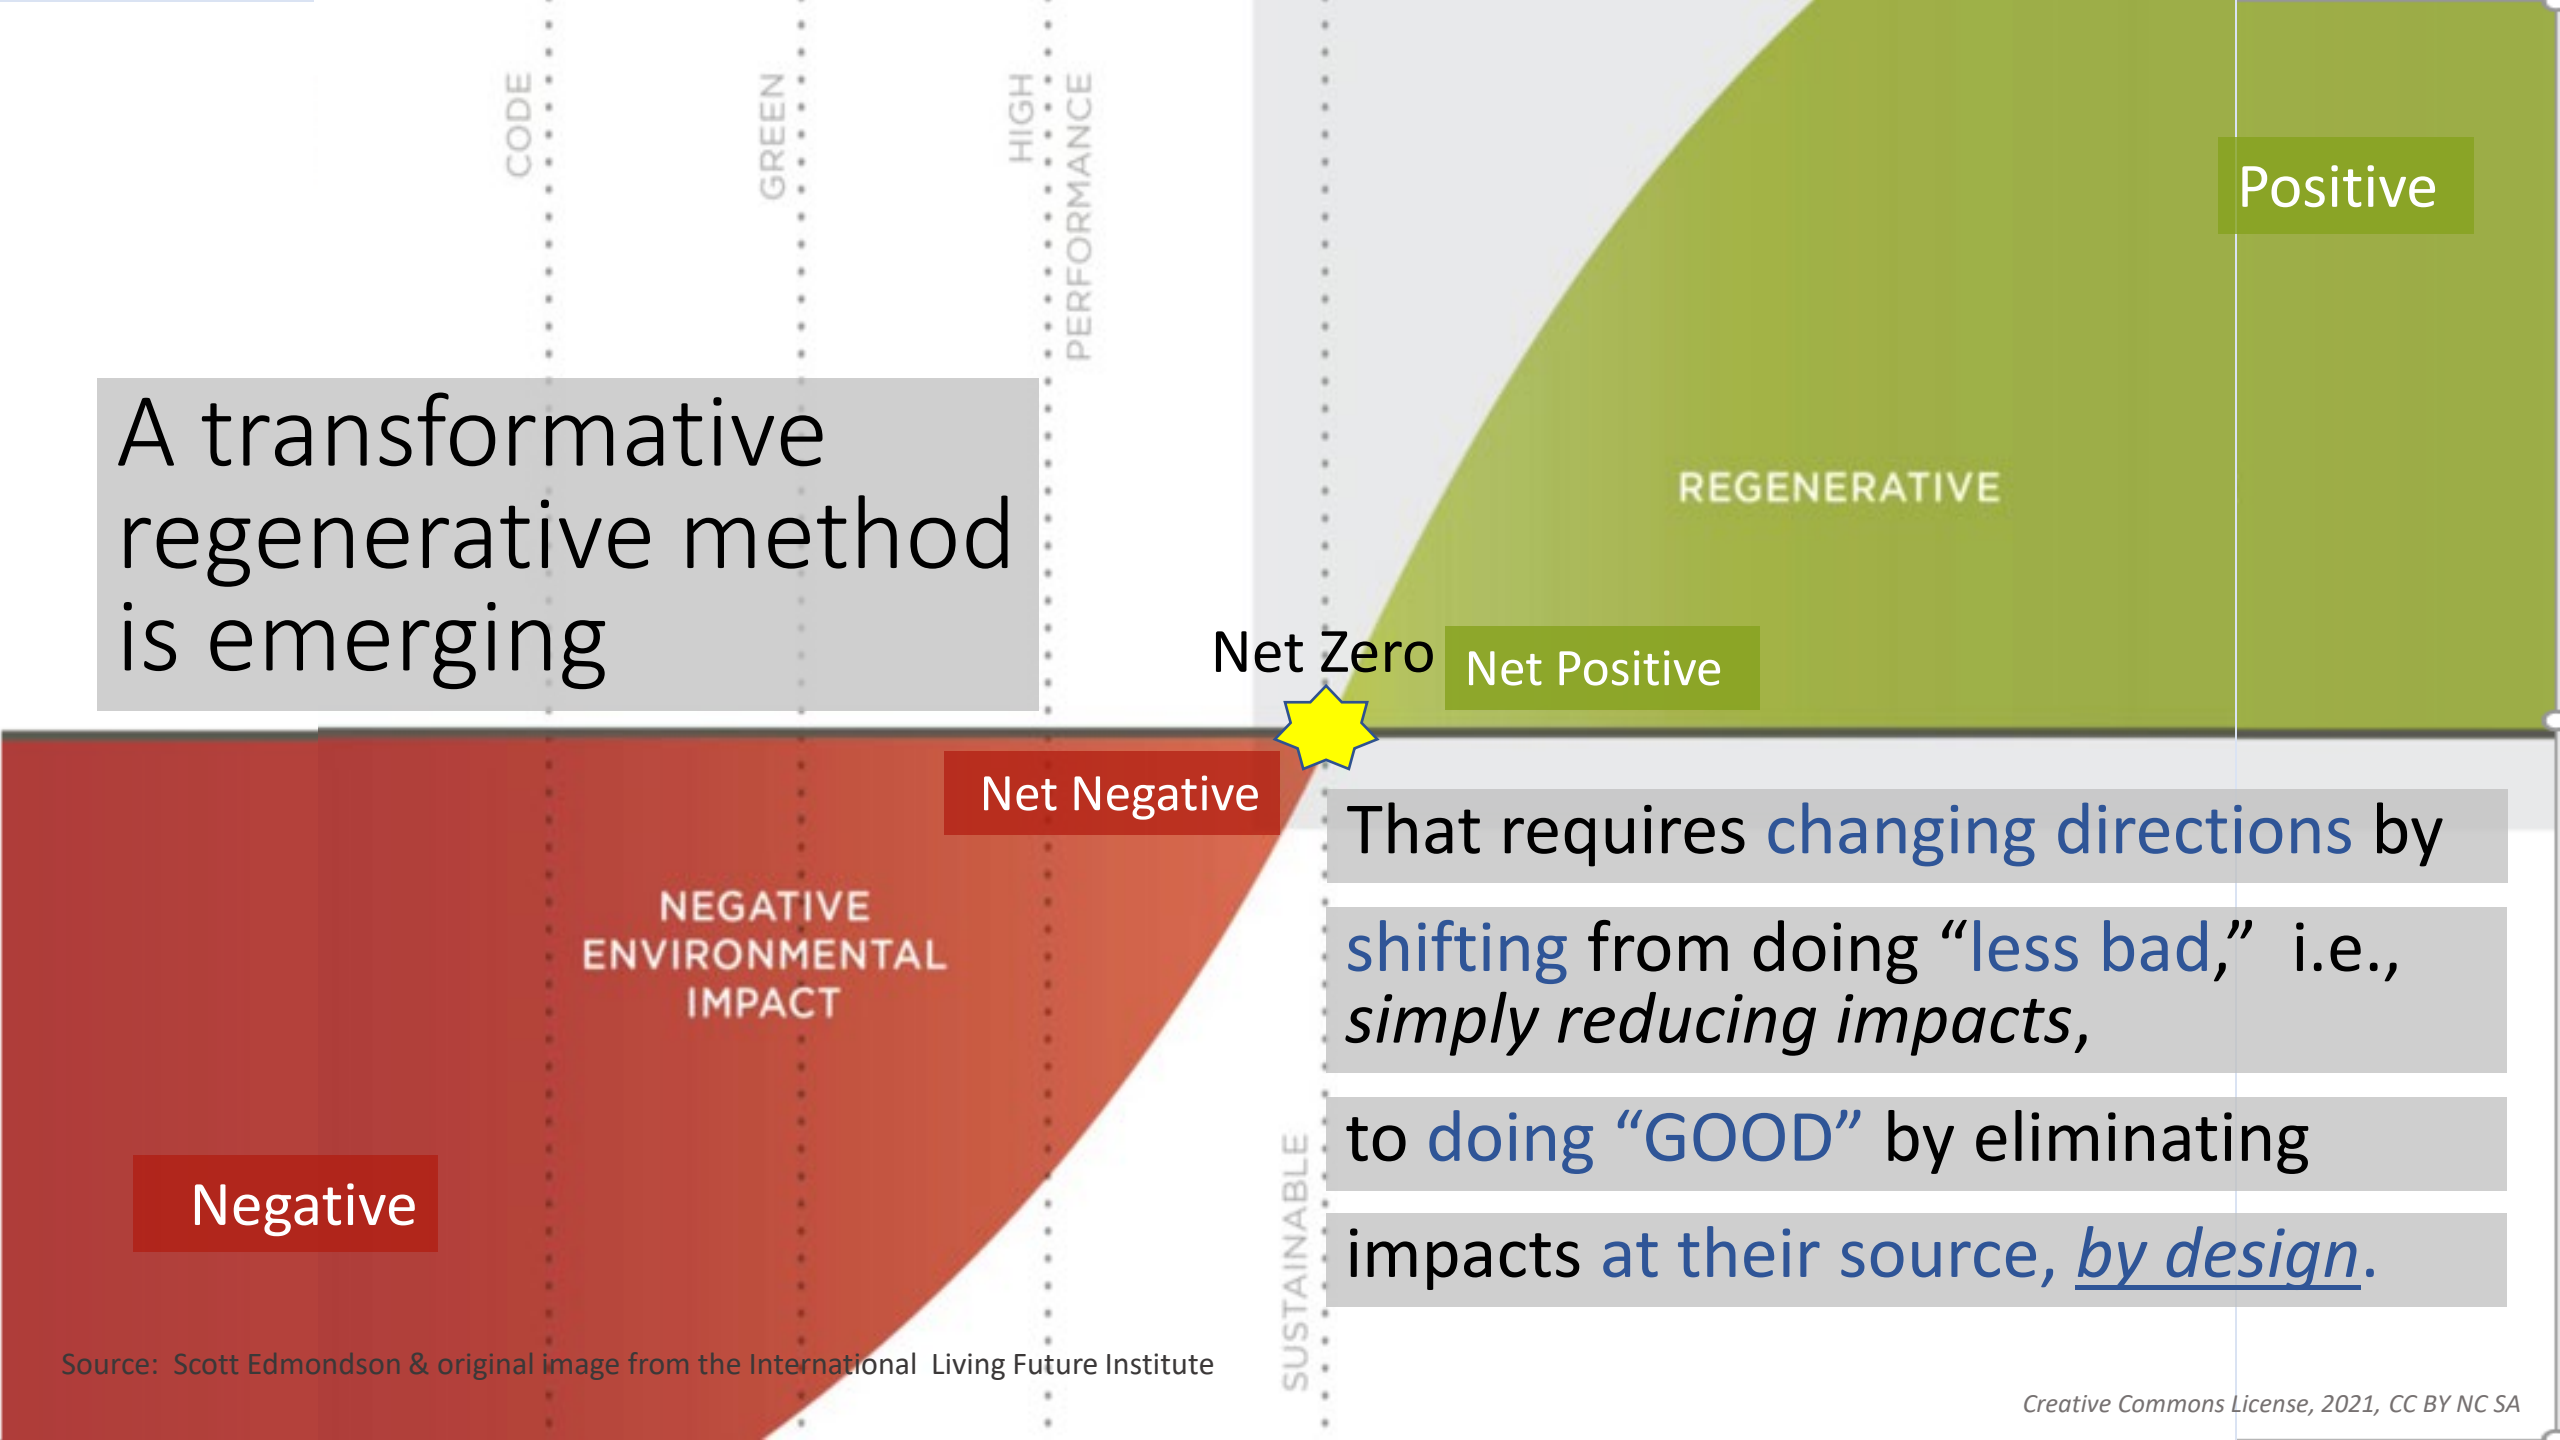 CODE
GREEN
HIGH
PERFORMANCE
Positive
A transformative
regenerative method
is emerging
REGENERATIVE
Net Zero
Net Positive
Net Negative
That requires changing directions by
shifting from doing “less bad,”  i.e.,
simply reducing impacts,
to doing “GOOD” by eliminating
impacts at their source, by design.
NEGATIVE
ENVIRONMENTAL
IMPACT
Negative
SUSTAINABLE
Source:  Scott Edmondson & original image from the International  Living Future Institute
Creative Commons License, 2021, CC BY NC SA